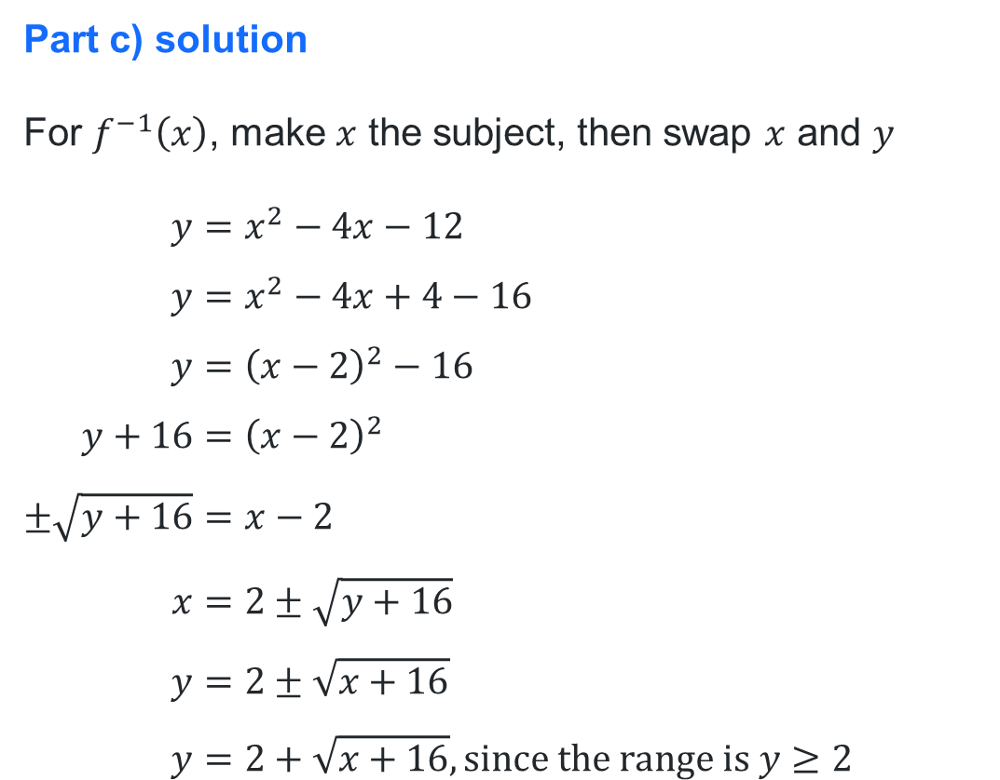 Part c) solution
For f⁻¹(x), make x the subject, then swap x and y
y = x² − 4x − 12
y = x² − 4x + 4 − 16
y = (x − 2)² − 16
y + 16 = (x − 2)²
±√(y + 16) = x − 2
x = 2 ± √(y + 16)
y = 2 ± √(x + 16)
y = 2 + √(x + 16), since the range is y ≥ 2